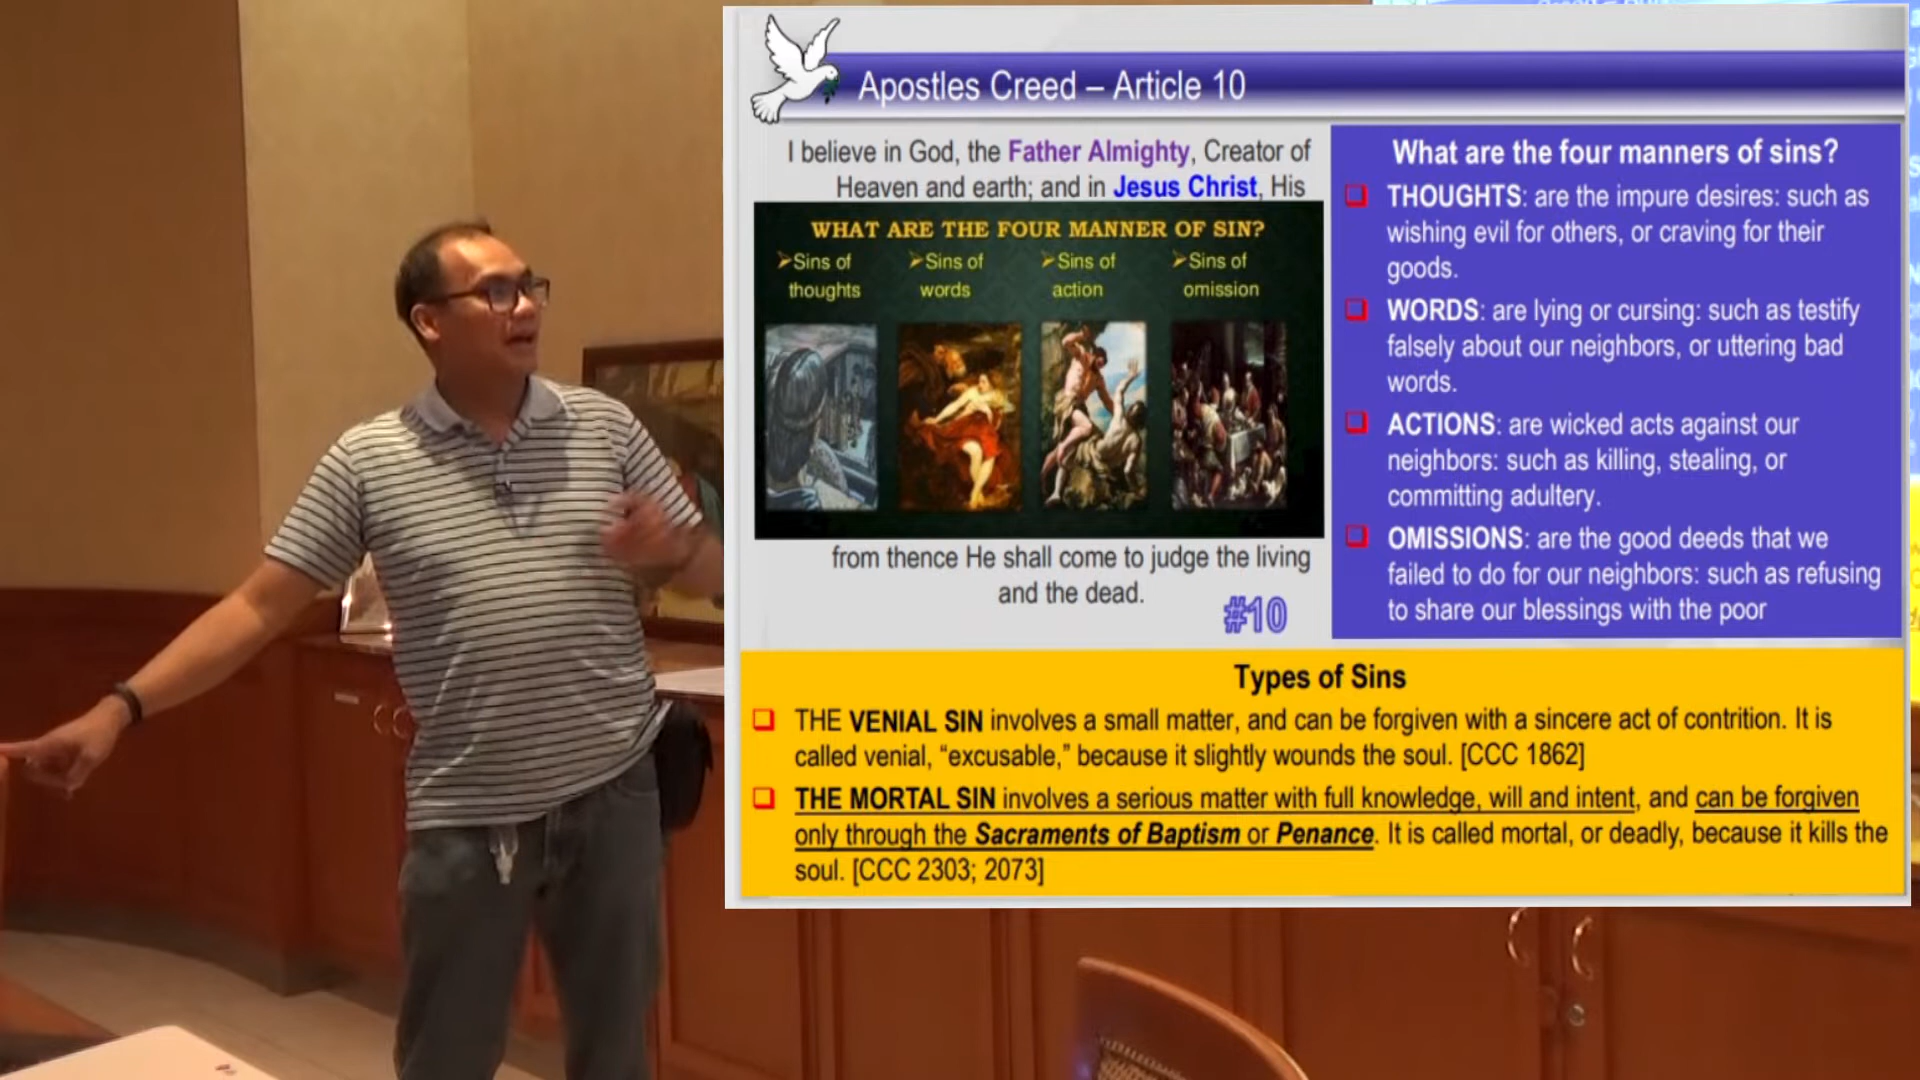 Apostles Creed – Article 10
I believe in God, the Father Almighty, Creator of
Heaven and earth; and in Jesus Christ, His
WHAT ARE THE FOUR MANNER OF SIN?
➢Sins of thoughts
➢Sins of words
➢Sins of action
➢Sins of omission
from thence He shall come to judge the living
and the dead.
#10
What are the four manners of sins?
THOUGHTS: are the impure desires: such as
wishing evil for others, or craving for their
goods.
WORDS: are lying or cursing: such as testify
falsely about our neighbors, or uttering bad
words.
ACTIONS: are wicked acts against our
neighbors: such as killing, stealing, or
committing adultery.
OMISSIONS: are the good deeds that we
failed to do for our neighbors: such as refusing
to share our blessings with the poor
Types of Sins
THE VENIAL SIN involves a small matter, and can be forgiven with a sincere act of contrition. It is
called venial, “excusable,” because it slightly wounds the soul. [CCC 1862]
THE MORTAL SIN involves a serious matter with full knowledge, will and intent, and can be forgiven
only through the Sacraments of Baptism or Penance. It is called mortal, or deadly, because it kills the
soul. [CCC 2303; 2073]